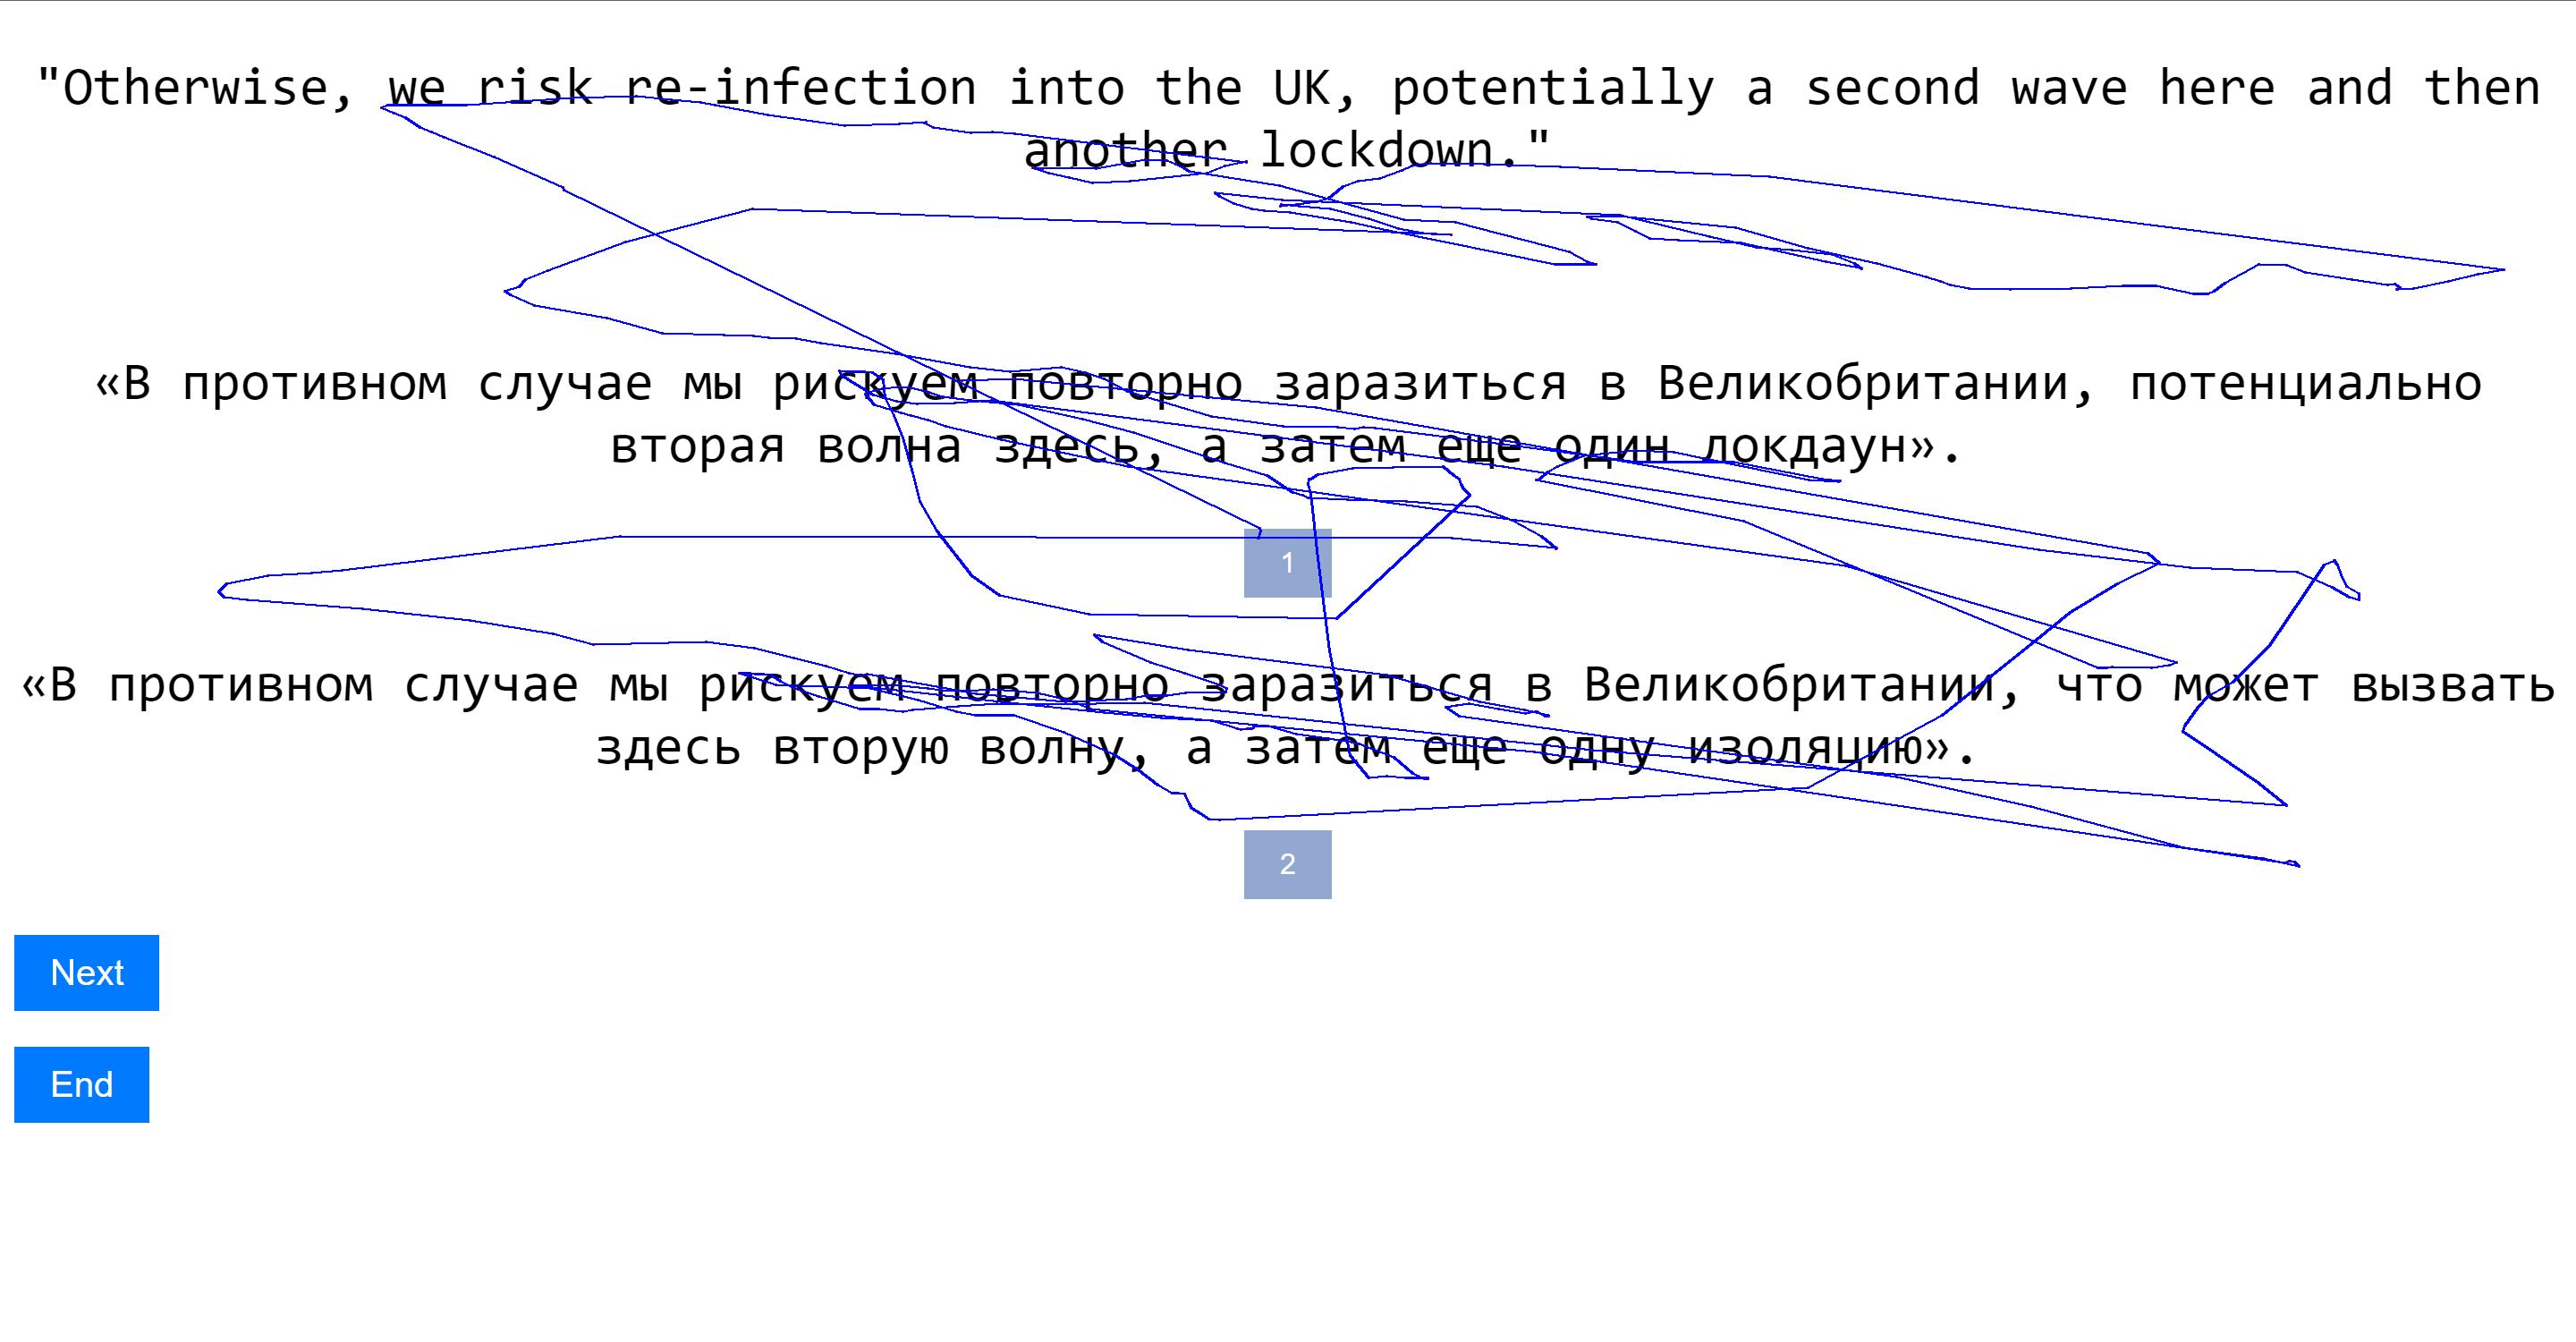 "Otherwise, we risk re-infection into the UK, potentially a second wave here and then
another lockdown."
«В противном случае мы рискуем повторно заразиться в Великобритании, потенциально
вторая волна здесь, а затем еще один локдаун».
1
«В противном случае мы рискуем повторно заразиться в Великобритании, что может вызвать
здесь вторую волну, а затем еще одну изоляцию».
2
Next
End